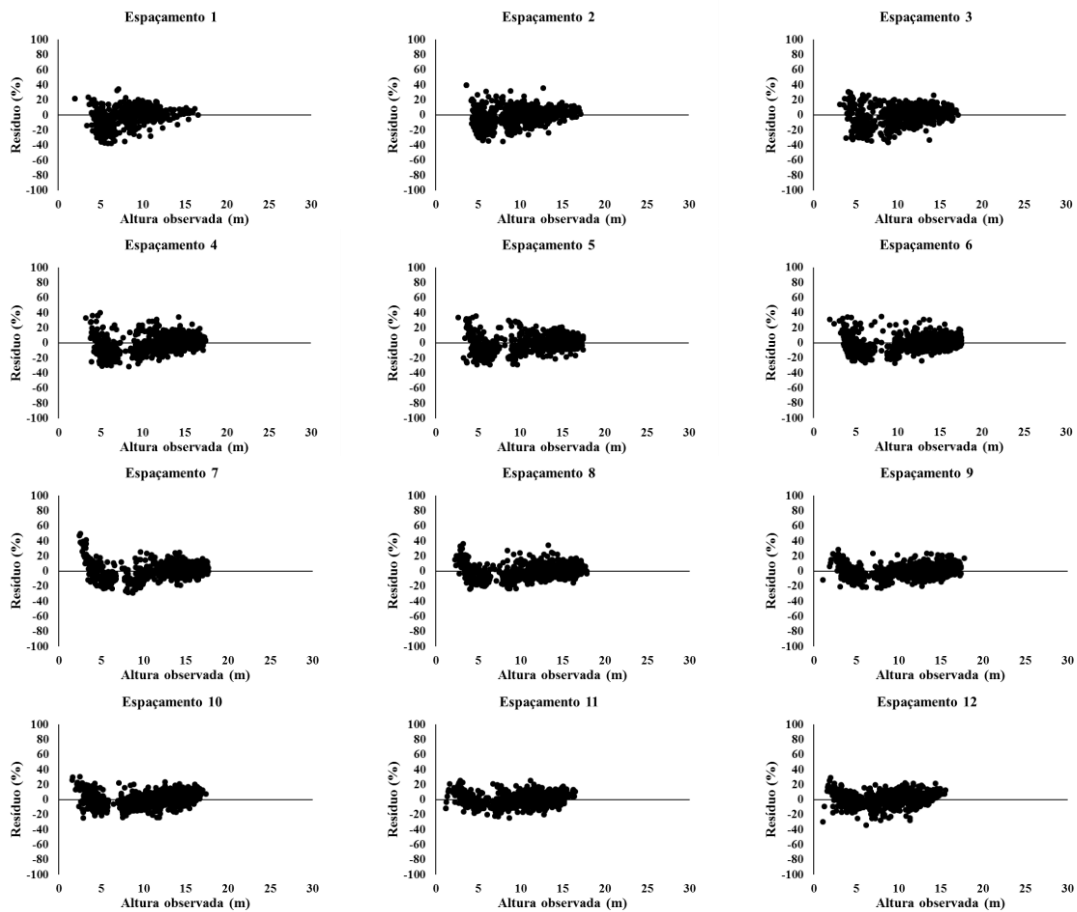 Espaçamento 1
Espaçamento 2
Espaçamento 3
Resíduo (%)
100
80
60
40
20
0
-20
-40
-60
-80
-100
0 5 10 15 20 25 30
Altura observada (m)
Resíduo (%)
100
80
60
40
20
0
-20
-40
-60
-80
-100
0 5 10 15 20 25 30
Altura observada (m)
Resíduo (%)
100
80
60
40
20
0
-20
-40
-60
-80
-100
0 5 10 15 20 25 30
Altura observada (m)
Espaçamento 4
Espaçamento 5
Espaçamento 6
Resíduo (%)
100
80
60
40
20
0
-20
-40
-60
-80
-100
0 5 10 15 20 25 30
Altura observada (m)
Resíduo (%)
100
80
60
40
20
0
-20
-40
-60
-80
-100
0 5 10 15 20 25 30
Altura observada (m)
Resíduo (%)
100
80
60
40
20
0
-20
-40
-60
-80
-100
0 5 10 15 20 25 30
Altura observada (m)
Espaçamento 7
Espaçamento 8
Espaçamento 9
Resíduo (%)
100
80
60
40
20
0
-20
-40
-60
-80
-100
0 5 10 15 20 25 30
Altura observada (m)
Resíduo (%)
100
80
60
40
20
0
-20
-40
-60
-80
-100
0 5 10 15 20 25 30
Altura observada (m)
Resíduo (%)
100
80
60
40
20
0
-20
-40
-60
-80
-100
0 5 10 15 20 25 30
Altura observada (m)
Espaçamento 10
Espaçamento 11
Espaçamento 12
Resíduo (%)
100
80
60
40
20
0
-20
-40
-60
-80
-100
0 5 10 15 20 25 30
Altura observada (m)
Resíduo (%)
100
80
60
40
20
0
-20
-40
-60
-80
-100
0 5 10 15 20 25 30
Altura observada (m)
Resíduo (%)
100
80
60
40
20
0
-20
-40
-60
-80
-100
0 5 10 15 20 25 30
Altura observada (m)